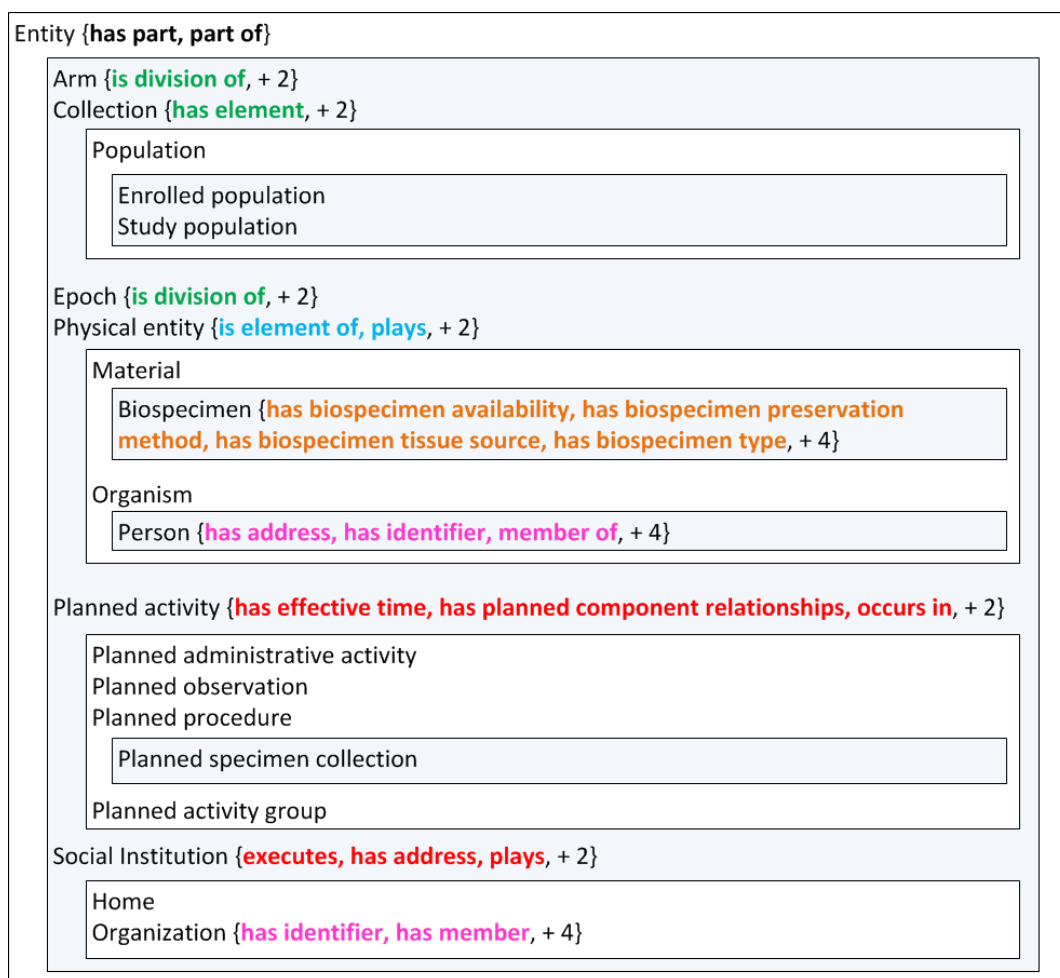 Entity {has part, part of}
Arm {is division of, + 2}
Collection {has element, + 2}
Population
Enrolled population
Study population
Epoch {is division of, + 2}
Physical entity {is element of, plays, + 2}
Material
Biospecimen {has biospecimen availability, has biospecimen preservation
method, has biospecimen tissue source, has biospecimen type, + 4}
Organism
Person {has address, has identifier, member of, + 4}
Planned activity {has effective time, has planned component relationships, occurs in, + 2}
Planned administrative activity
Planned observation
Planned procedure
Planned specimen collection
Planned activity group
Social Institution {executes, has address, plays, + 2}
Home
Organization {has identifier, has member, + 4}